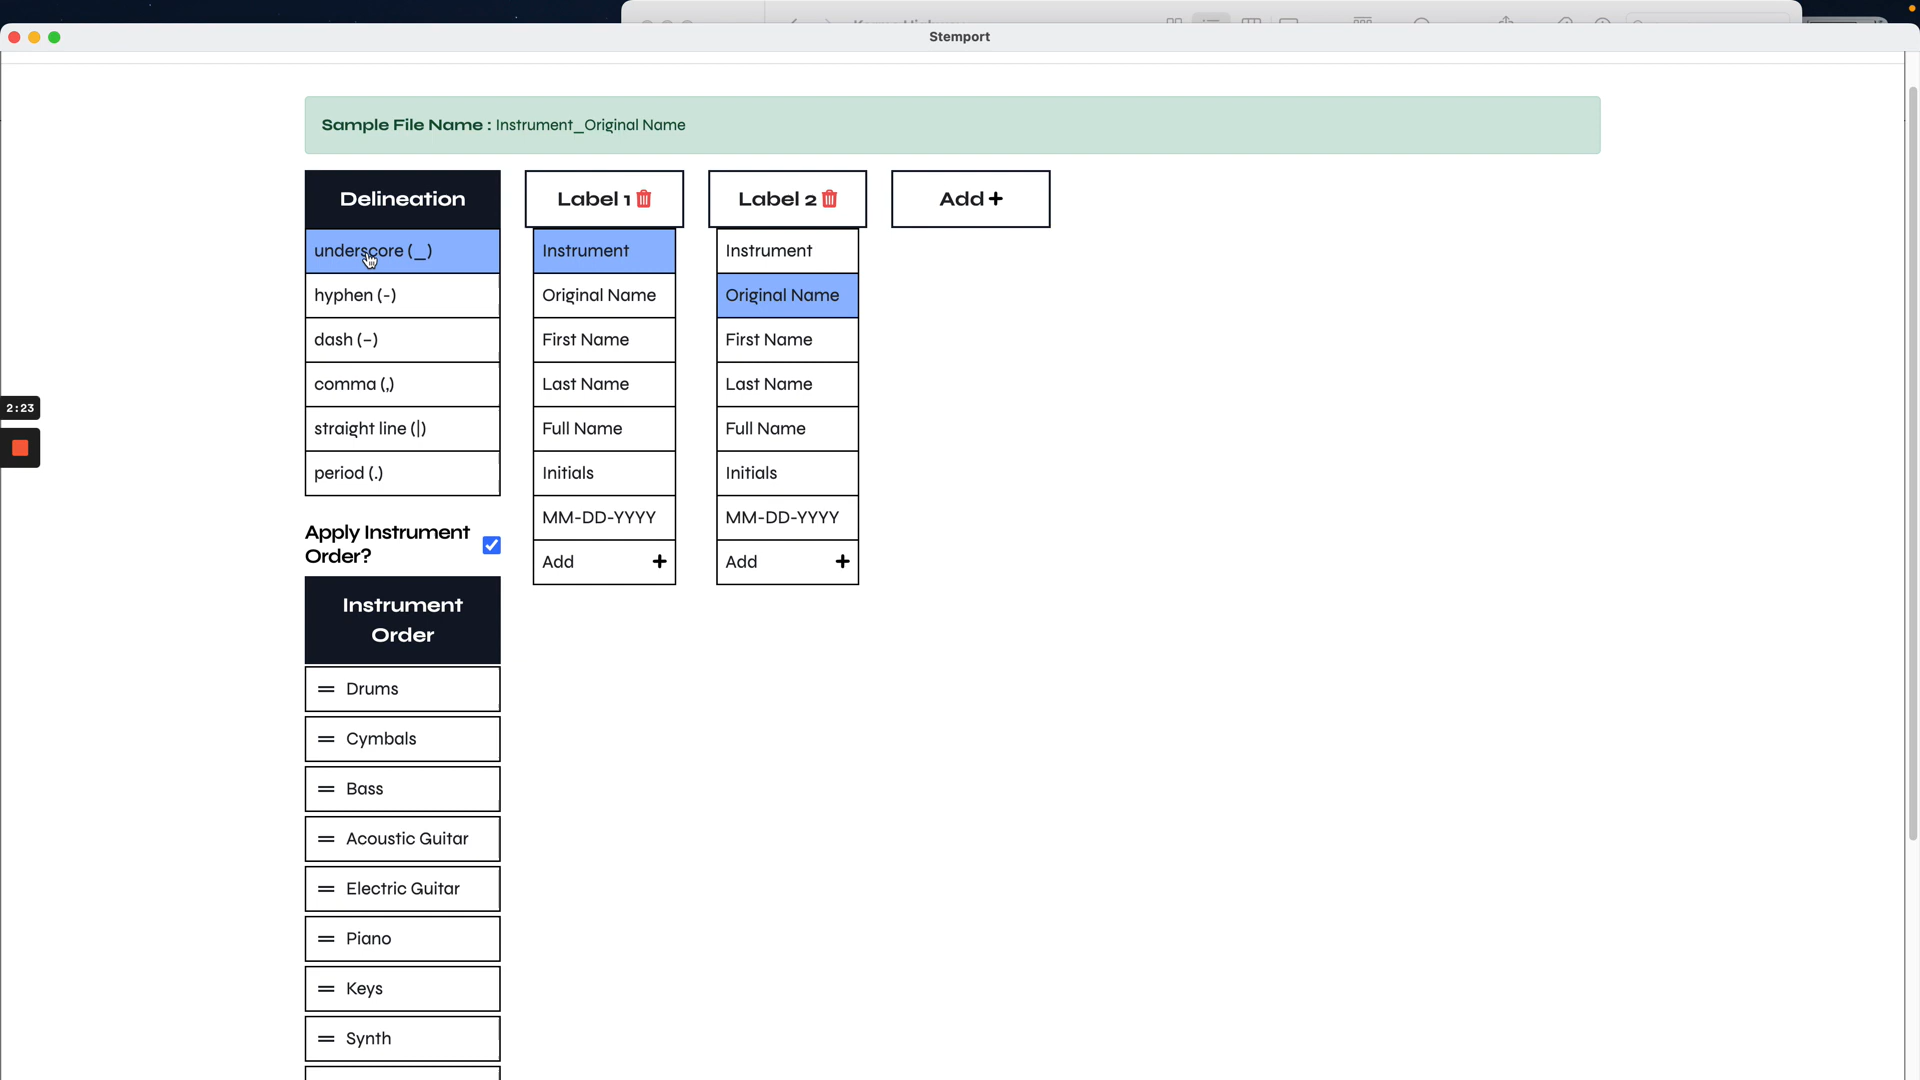 Stemport
Sample File Name : Instrument_Original Name
Delineation
underscore (_)
hyphen (-)
dash (–)
comma (,)
straight line (|)
period (.)
Label 1
Instrument
Original Name
First Name
Last Name
Full Name
Initials
MM-DD-YYYY
Add
Label 2
Instrument
Original Name
First Name
Last Name
Full Name
Initials
MM-DD-YYYY
Add
Add
2:23
Apply Instrument
Order?
Instrument
Order
Drums
Cymbals
Bass
Acoustic Guitar
Electric Guitar
Piano
Keys
Synth